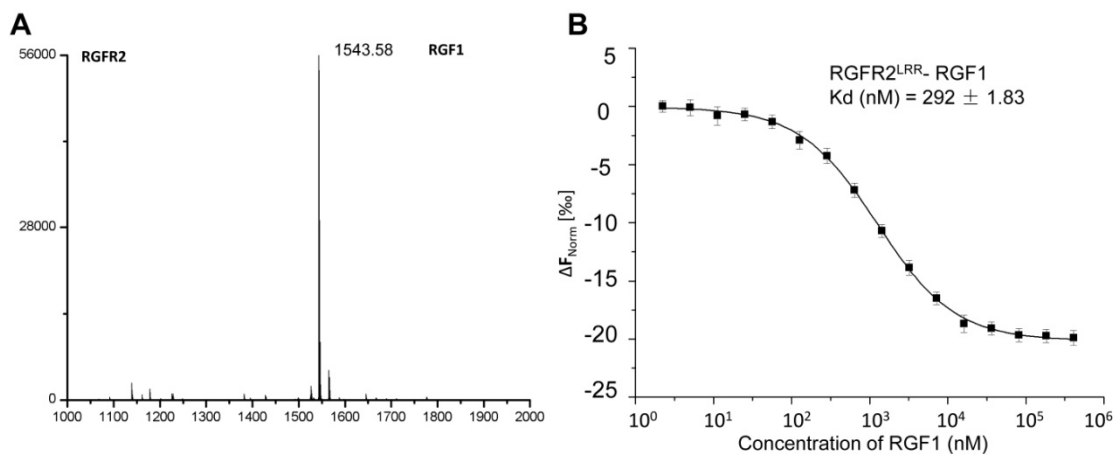 A
56000
28000
0
RGFR2
1543.58
RGF1
1000 1100 1200 1300 1400 1500 1600 1700 1800 1900 2000
B
5
0
-5
-10
-15
-20
-25
ΔF Norm [‰]
RGFR2LRR- RGF1
Kd (nM) = 292 ± 1.83
10⁰ 10¹ 10² 10³ 10⁴ 10⁵ 10⁶
Concentration of RGF1 (nM)